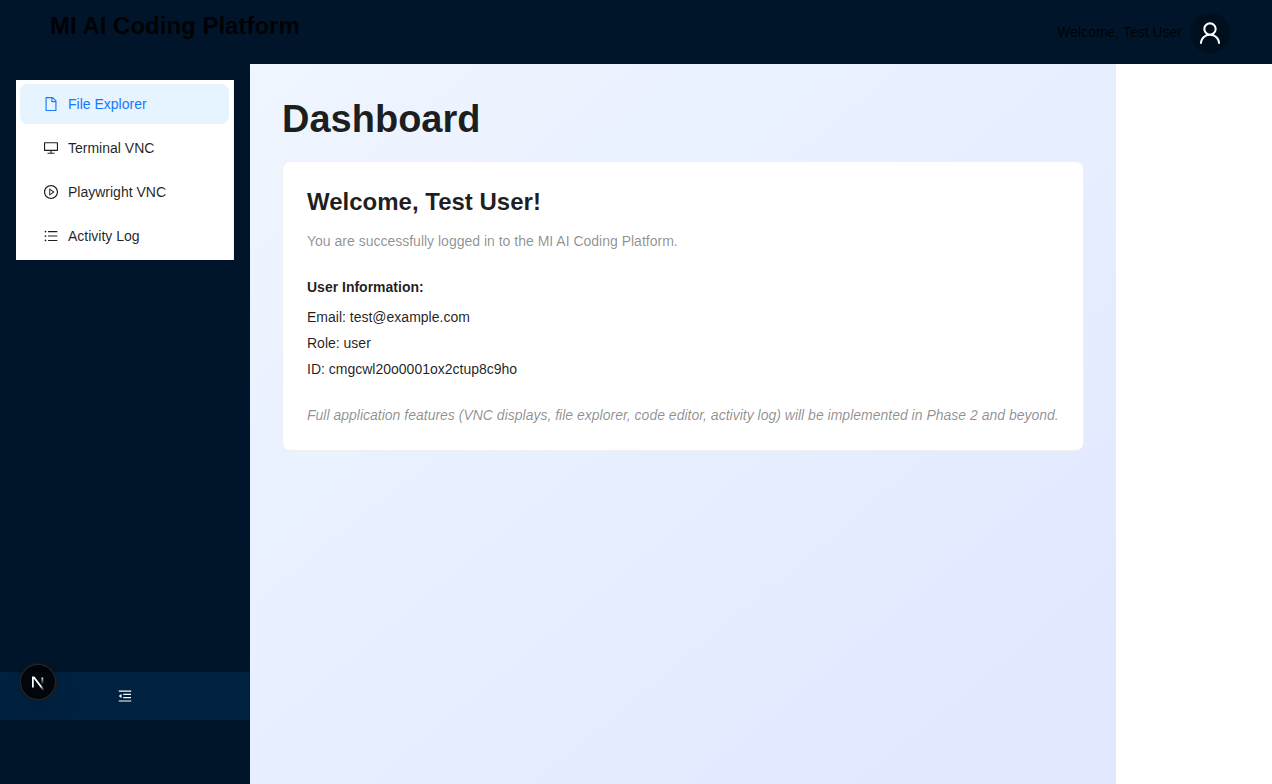 MI AI Coding Platform
Welcome, Test User
File Explorer
Terminal VNC
Playwright VNC
Activity Log
Dashboard
Welcome, Test User!
You are successfully logged in to the MI AI Coding Platform.
User Information:
Email: test@example.com
Role: user
ID: cmgcwl20o0001ox2ctup8c9ho
Full application features (VNC displays, file explorer, code editor, activity log) will be implemented in Phase 2 and beyond.
N